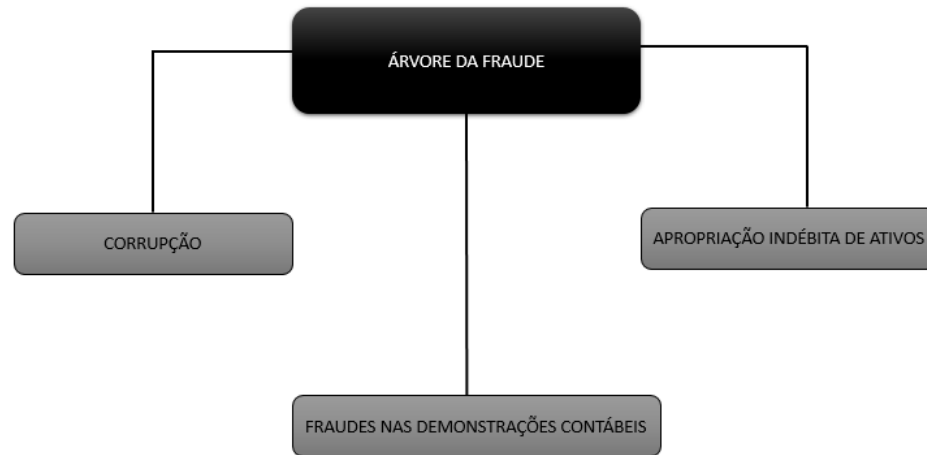 ÁRVORE DA FRAUDE
CORRUPÇÃO
APROPRIAÇÃO INDÉBITA DE ATIVOS
FRAUDES NAS DEMONSTRAÇÕES CONTÁBEIS